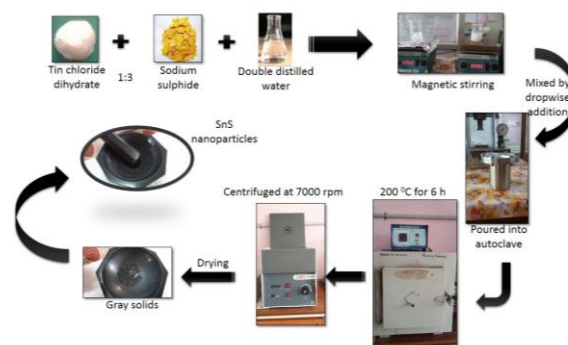 Tin chloride
dihydrate
1:3
Sodium
sulphide
Double distilled
water
Magnetic stirring
Mixed by
dropwise
addition
Poured into
autoclave
200 ⁰C for 6 h
Centrifuged at 7000 rpm
Drying
Gray solids
SnS
nanoparticles